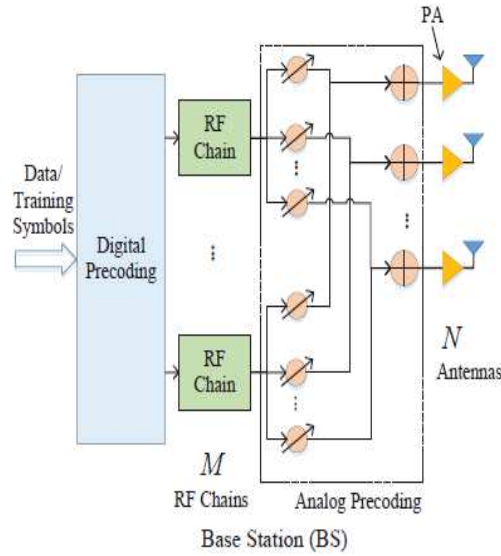 PA
Data/
Training
Symbols
Digital
Precoding
RF
Chain
RF
Chain
N
Antennas
M
RF Chains
Analog Precoding
Base Station (BS)